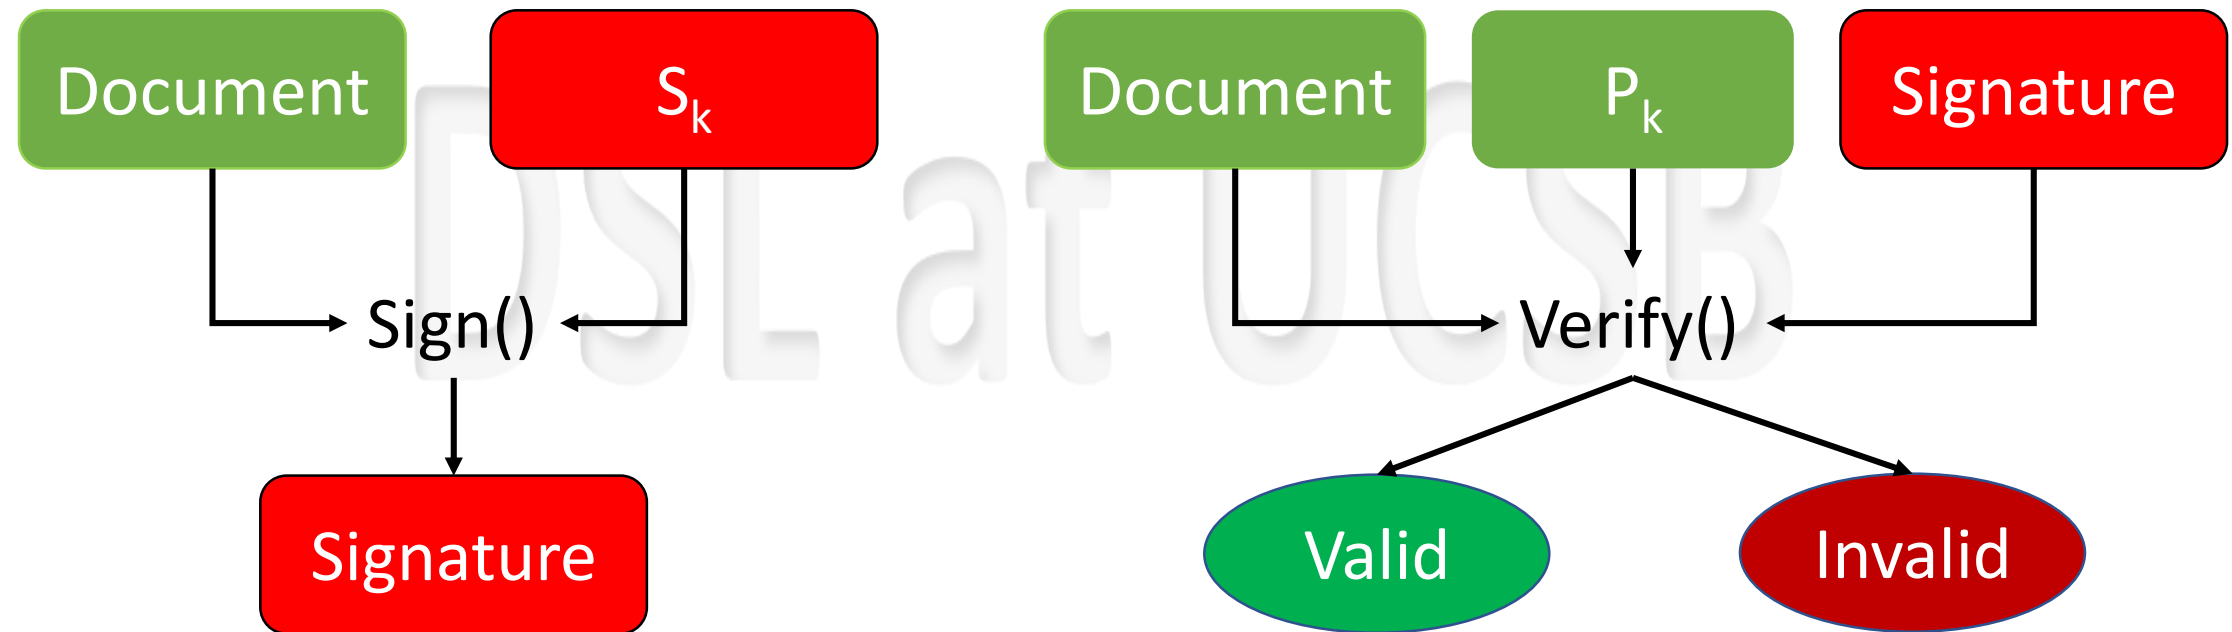 Document
Sₖ
Document
Pₖ
Signature
DSL at UCSB
Sign()
Verify()
Signature
Valid
Invalid